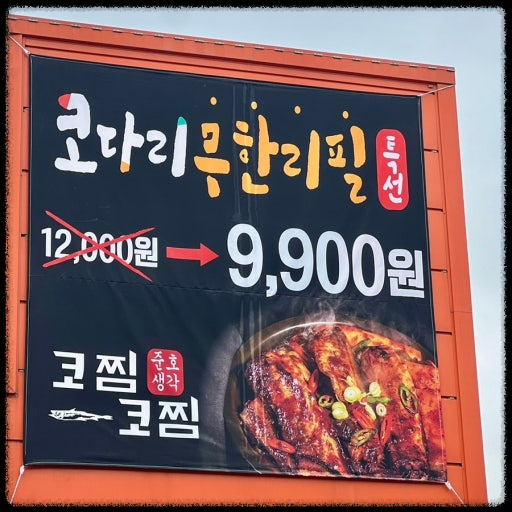 코다리무한리필 특선
12,000원 → 9,900원
코찜 준호생각
코찜